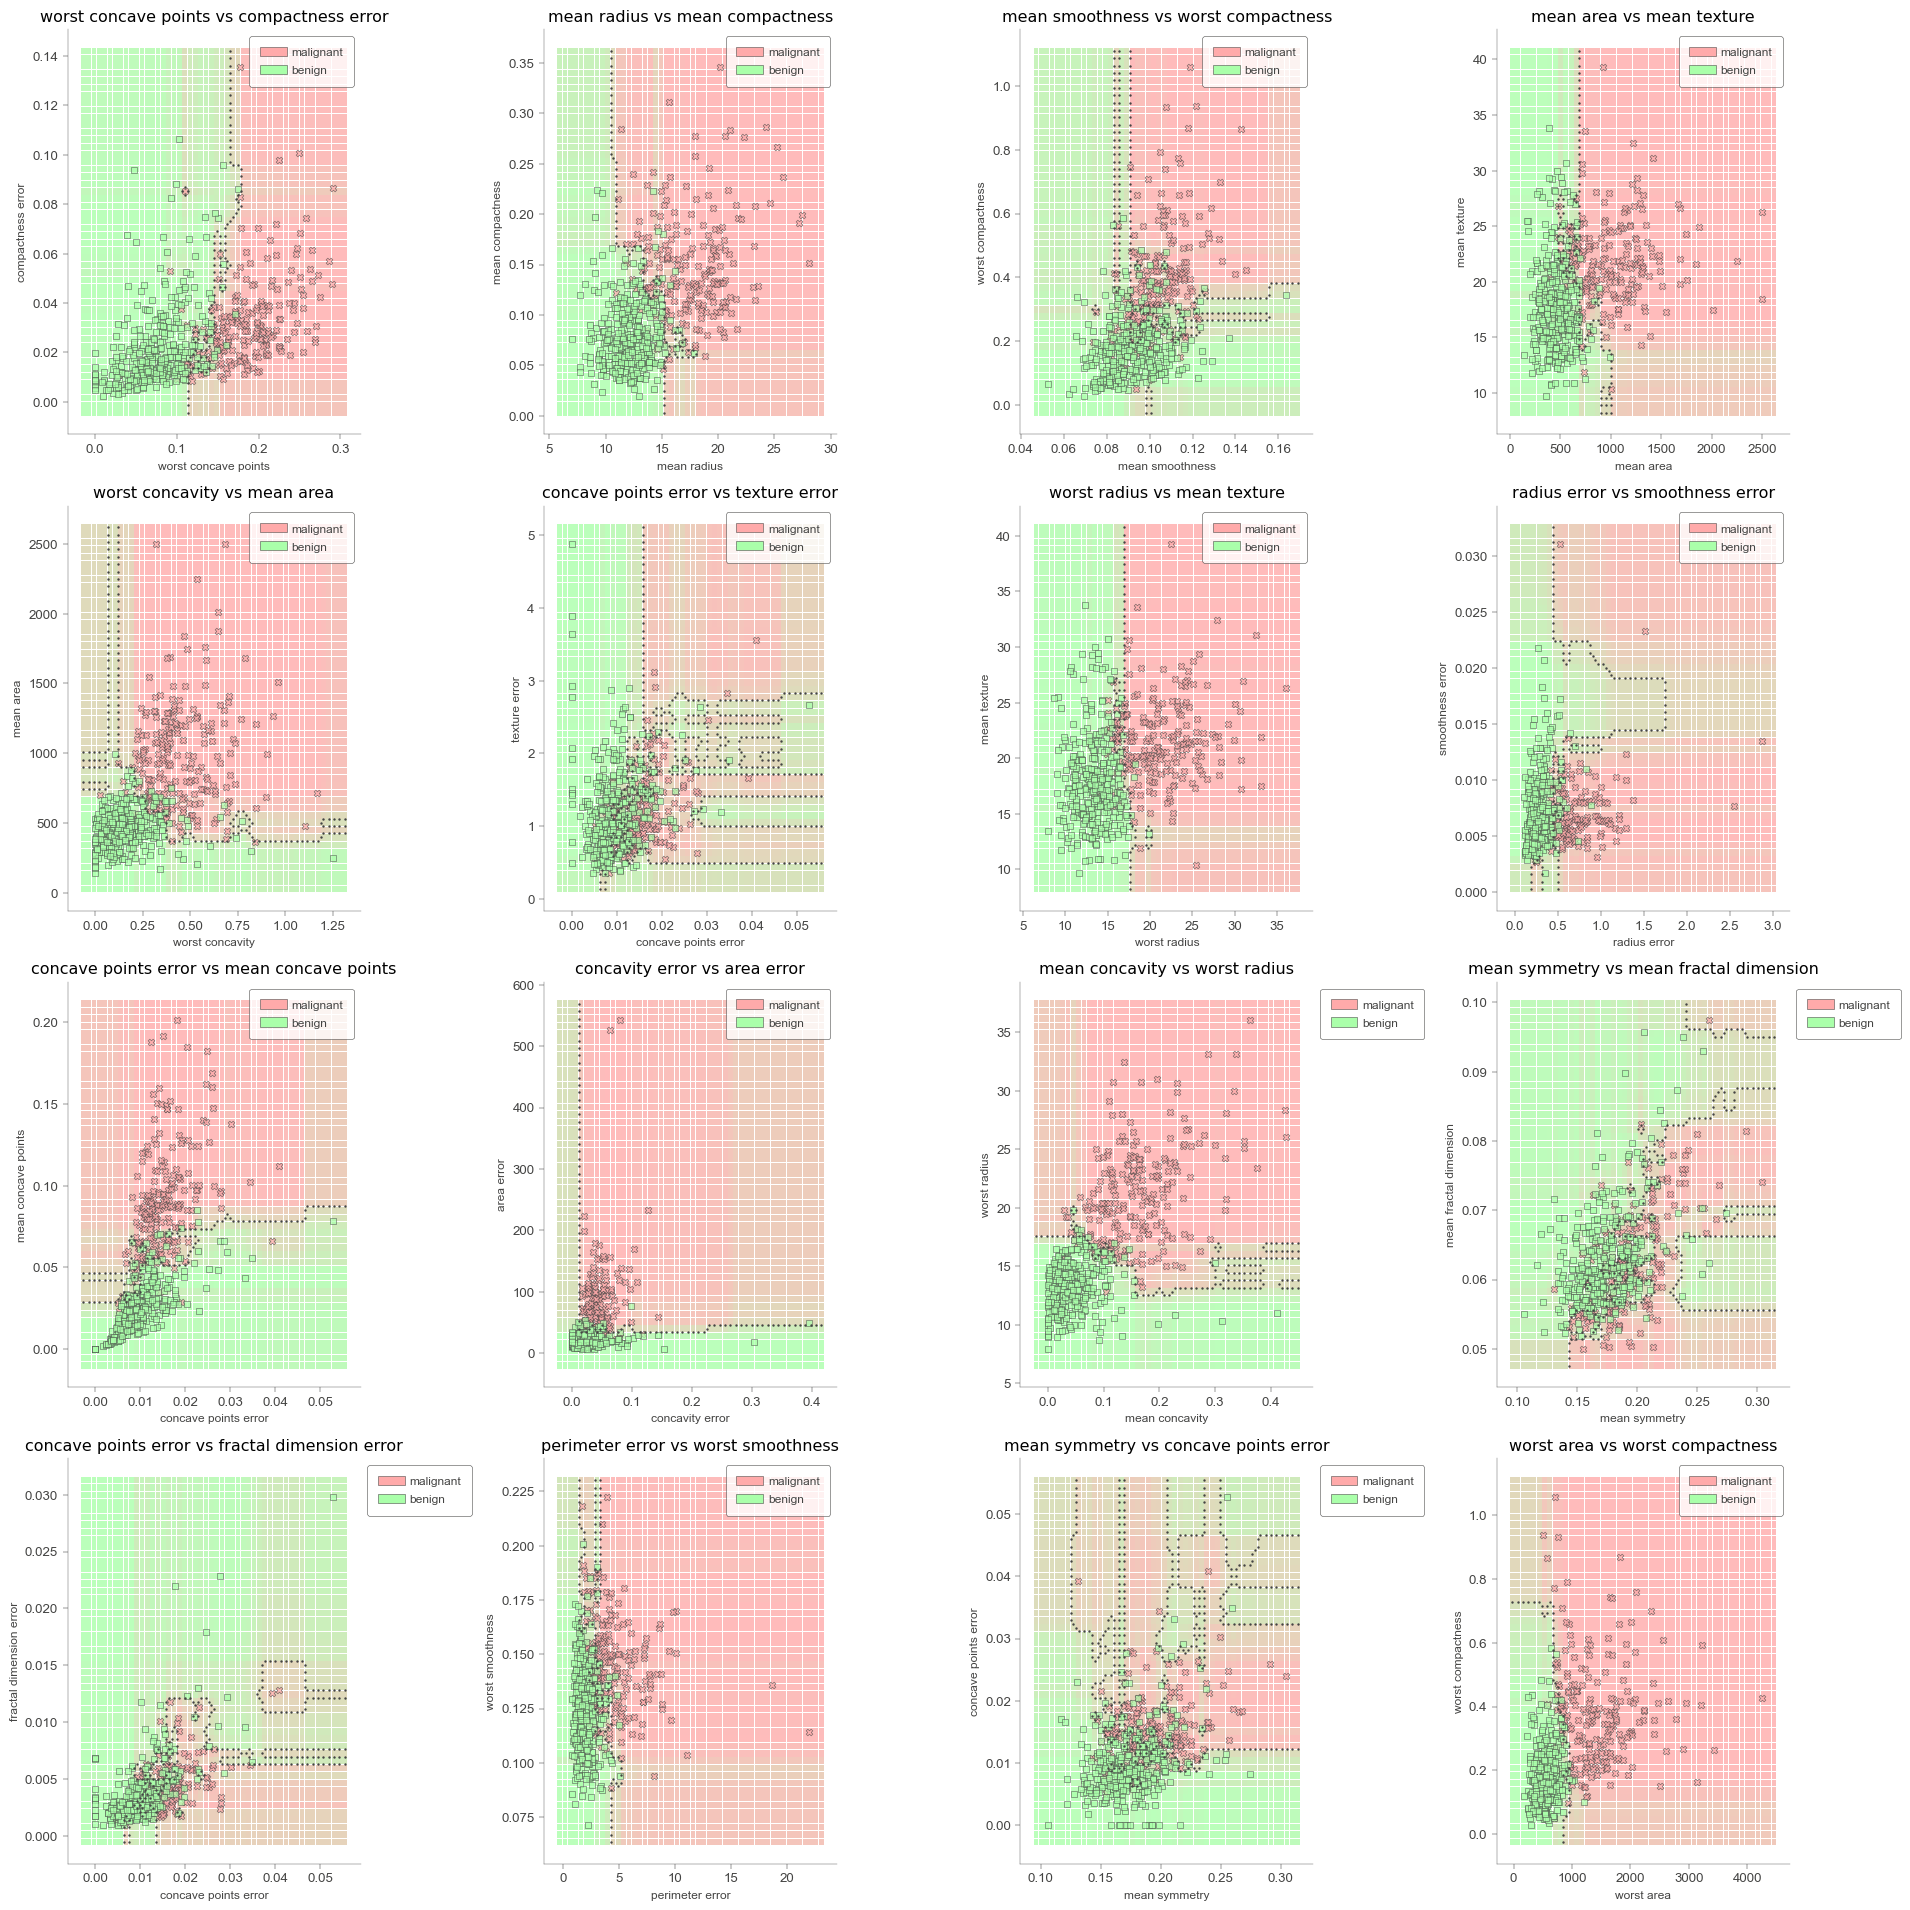 worst concave points vs compactness error
malignant
benign
0.14
0.12
0.10
0.08
0.06
0.04
0.02
0.00
compactness error
0.0 0.1 0.2 0.3
worst concave points
mean radius vs mean compactness
malignant
benign
0.35
0.30
0.25
0.20
0.15
0.10
0.05
0.00
mean compactness
5 10 15 20 25 30
mean radius
mean smoothness vs worst compactness
malignant
benign
1.0
0.8
0.6
0.4
0.2
0.0
worst compactness
0.04 0.06 0.08 0.10 0.12 0.14 0.16
mean smoothness
mean area vs mean texture
malignant
benign
40
35
30
25
20
15
10
mean texture
0 500 1000 1500 2000 2500
mean area
worst concavity vs mean area
malignant
benign
2500
2000
1500
1000
500
0
mean area
0.00 0.25 0.50 0.75 1.00 1.25
worst concavity
concave points error vs texture error
malignant
benign
5
4
3
2
1
0
texture error
0.00 0.01 0.02 0.03 0.04 0.05
concave points error
worst radius vs mean texture
malignant
benign
40
35
30
25
20
15
10
mean texture
5 10 15 20 25 30 35
worst radius
radius error vs smoothness error
malignant
benign
0.030
0.025
0.020
0.015
0.010
0.005
0.000
smoothness error
0.0 0.5 1.0 1.5 2.0 2.5 3.0
radius error
concave points error vs mean concave points
malignant
benign
0.20
0.15
0.10
0.05
0.00
mean concave points
0.00 0.01 0.02 0.03 0.04 0.05
concave points error
concavity error vs area error
malignant
benign
600
500
400
300
200
100
0
area error
0.0 0.1 0.2 0.3 0.4
concavity error
mean concavity vs worst radius
malignant
benign
35
30
25
20
15
10
5
worst radius
0.0 0.1 0.2 0.3 0.4
mean concavity
mean symmetry vs mean fractal dimension
malignant
benign
0.10
0.09
0.08
0.07
0.06
0.05
mean fractal dimension
0.10 0.15 0.20 0.25 0.30
mean symmetry
concave points error vs fractal dimension error
malignant
benign
0.030
0.025
0.020
0.015
0.010
0.005
0.000
fractal dimension error
0.00 0.01 0.02 0.03 0.04 0.05
concave points error
perimeter error vs worst smoothness
malignant
benign
0.225
0.200
0.175
0.150
0.125
0.100
0.075
worst smoothness
0 5 10 15 20
perimeter error
mean symmetry vs concave points error
malignant
benign
0.05
0.04
0.03
0.02
0.01
0.00
concave points error
0.10 0.15 0.20 0.25 0.30
mean symmetry
worst area vs worst compactness
malignant
benign
1.0
0.8
0.6
0.4
0.2
0.0
worst compactness
0 1000 2000 3000 4000
worst area